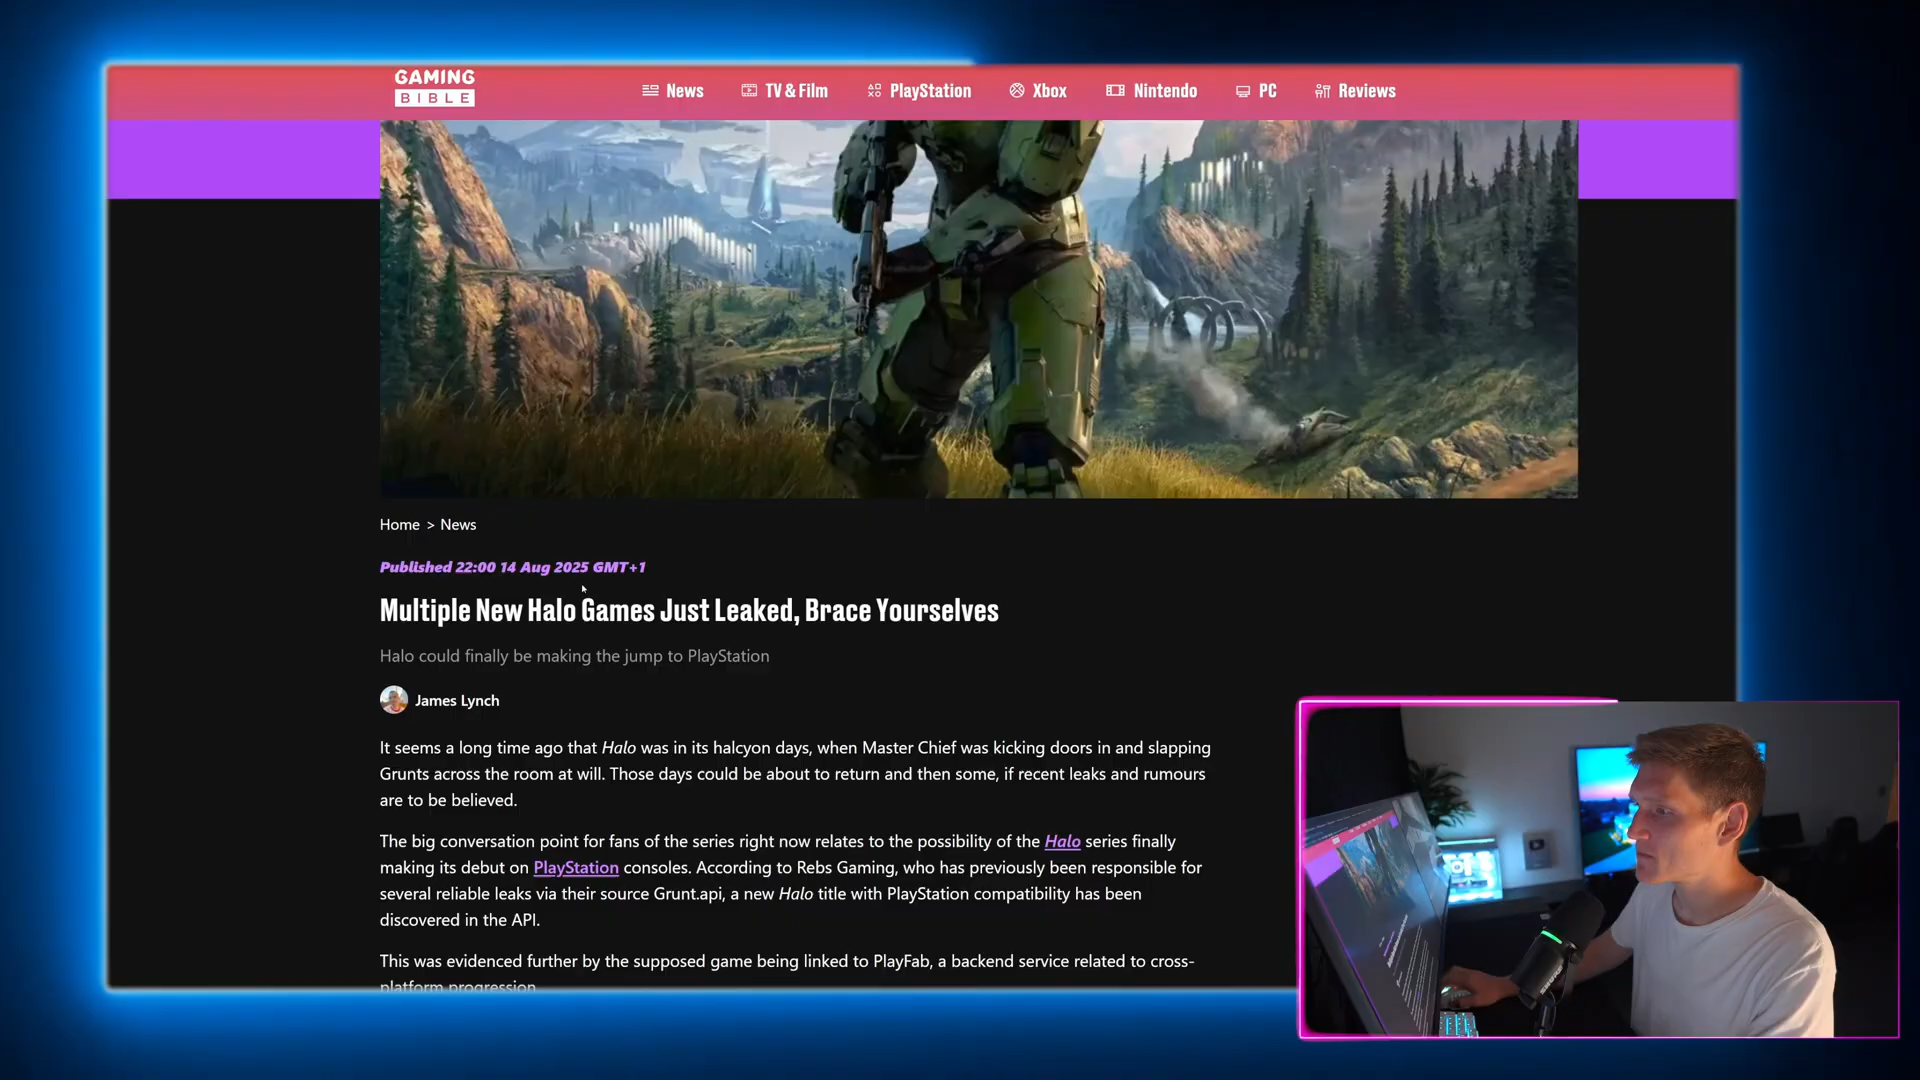 GAMING
BIBLE
News
TV & Film
PlayStation
Xbox
Nintendo
PC
Reviews
Home > News
Published 22:00 14 Aug 2025 GMT+1
Multiple New Halo Games Just Leaked, Brace Yourselves
Halo could finally be making the jump to PlayStation
James Lynch
It seems a long time ago that Halo was in its halcyon days, when Master Chief was kicking doors in and slapping
Grunts across the room at will. Those days could be about to return and then some, if recent leaks and rumours
are to be believed.
The big conversation point for fans of the series right now relates to the possibility of the Halo series finally
making its debut on PlayStation consoles. According to Rebs Gaming, who has previously been responsible for
several reliable leaks via their source Grunt.api, a new Halo title with PlayStation compatibility has been
discovered in the API.
This was evidenced further by the supposed game being linked to PlayFab, a backend service related to cross-
platform progression.